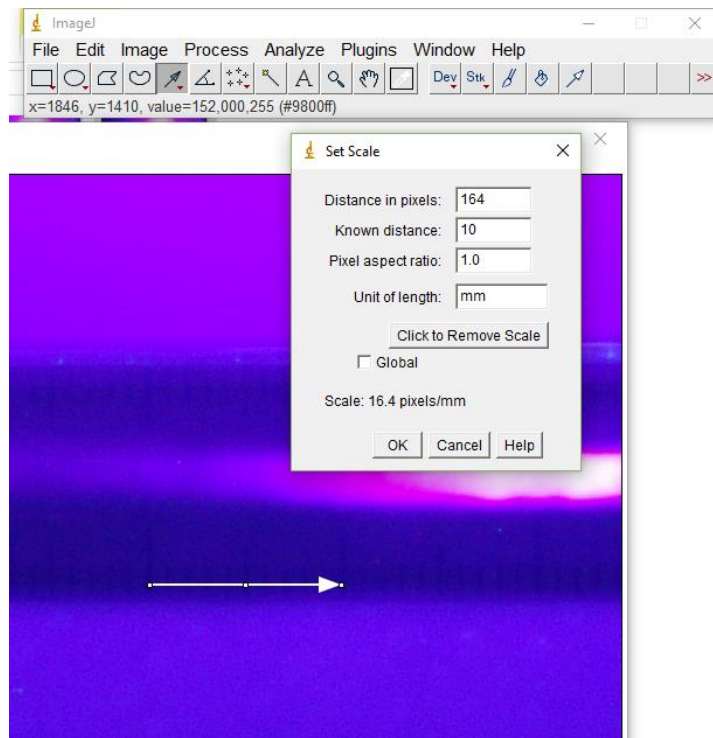 ImageJ
File Edit Image Process Analyze Plugins Window Help
A Dev Stk >>
x=1846, y=1410, value=152,000,255 (#9800ff)
Set Scale
Distance in pixels: 164
Known distance: 10
Pixel aspect ratio: 1.0
Unit of length: mm
Click to Remove Scale
Global
Scale: 16.4 pixels/mm
OK Cancel Help